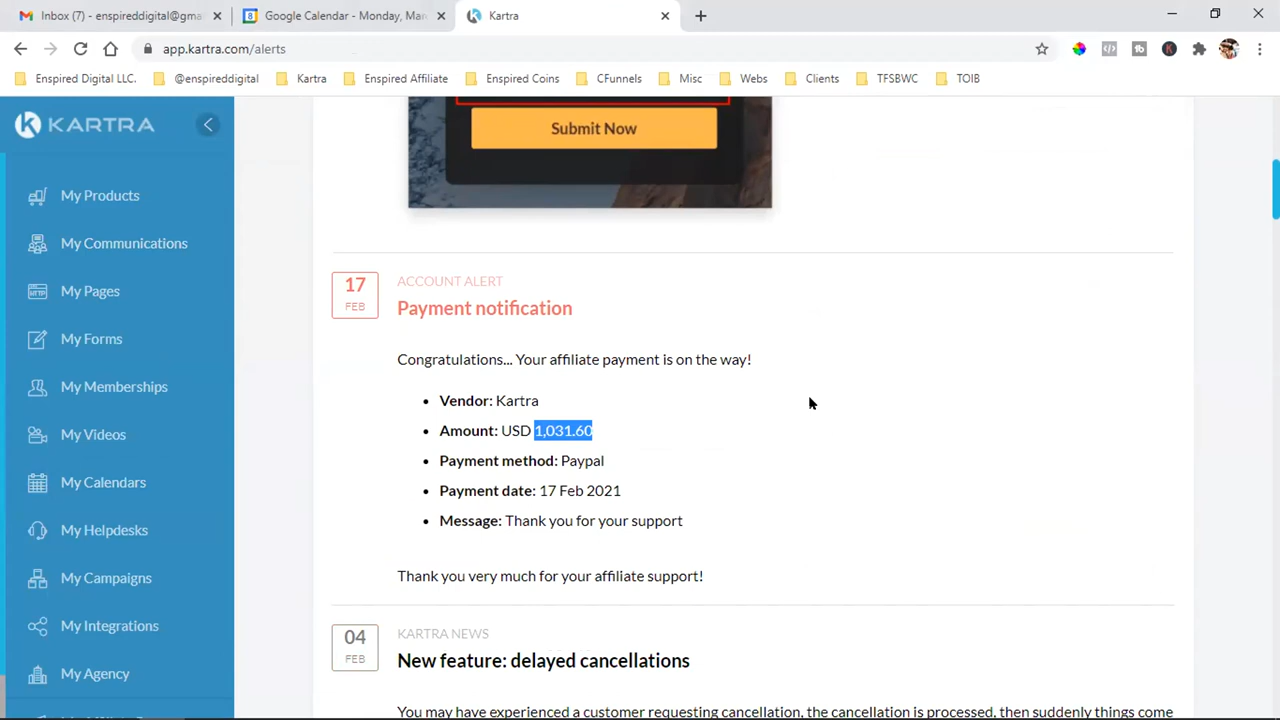 Inbox (7) - enspireddigital@gma
Google Calendar - Monday, Mar
Kartra
app.kartra.com/alerts
Enspired Digital LLC.
@enspireddigital
Kartra
Enspired Affiliate
Enspired Coins
CFunnels
Misc
Webs
Clients
TFSBWC
TOIB
KARTRA
My Products
My Communications
My Pages
My Forms
My Memberships
My Videos
My Calendars
My Helpdesks
My Campaigns
My Integrations
My Agency
Submit Now
17
FEB
ACCOUNT ALERT
Payment notification
Congratulations... Your affiliate payment is on the way!
• Vendor: Kartra
• Amount: USD 1,031.60
• Payment method: Paypal
• Payment date: 17 Feb 2021
• Message: Thank you for your support
Thank you very much for your affiliate support!
04
FEB
KARTRA NEWS
New feature: delayed cancellations
You may have experienced a customer requesting cancellation, the cancellation is processed, then suddenly things come